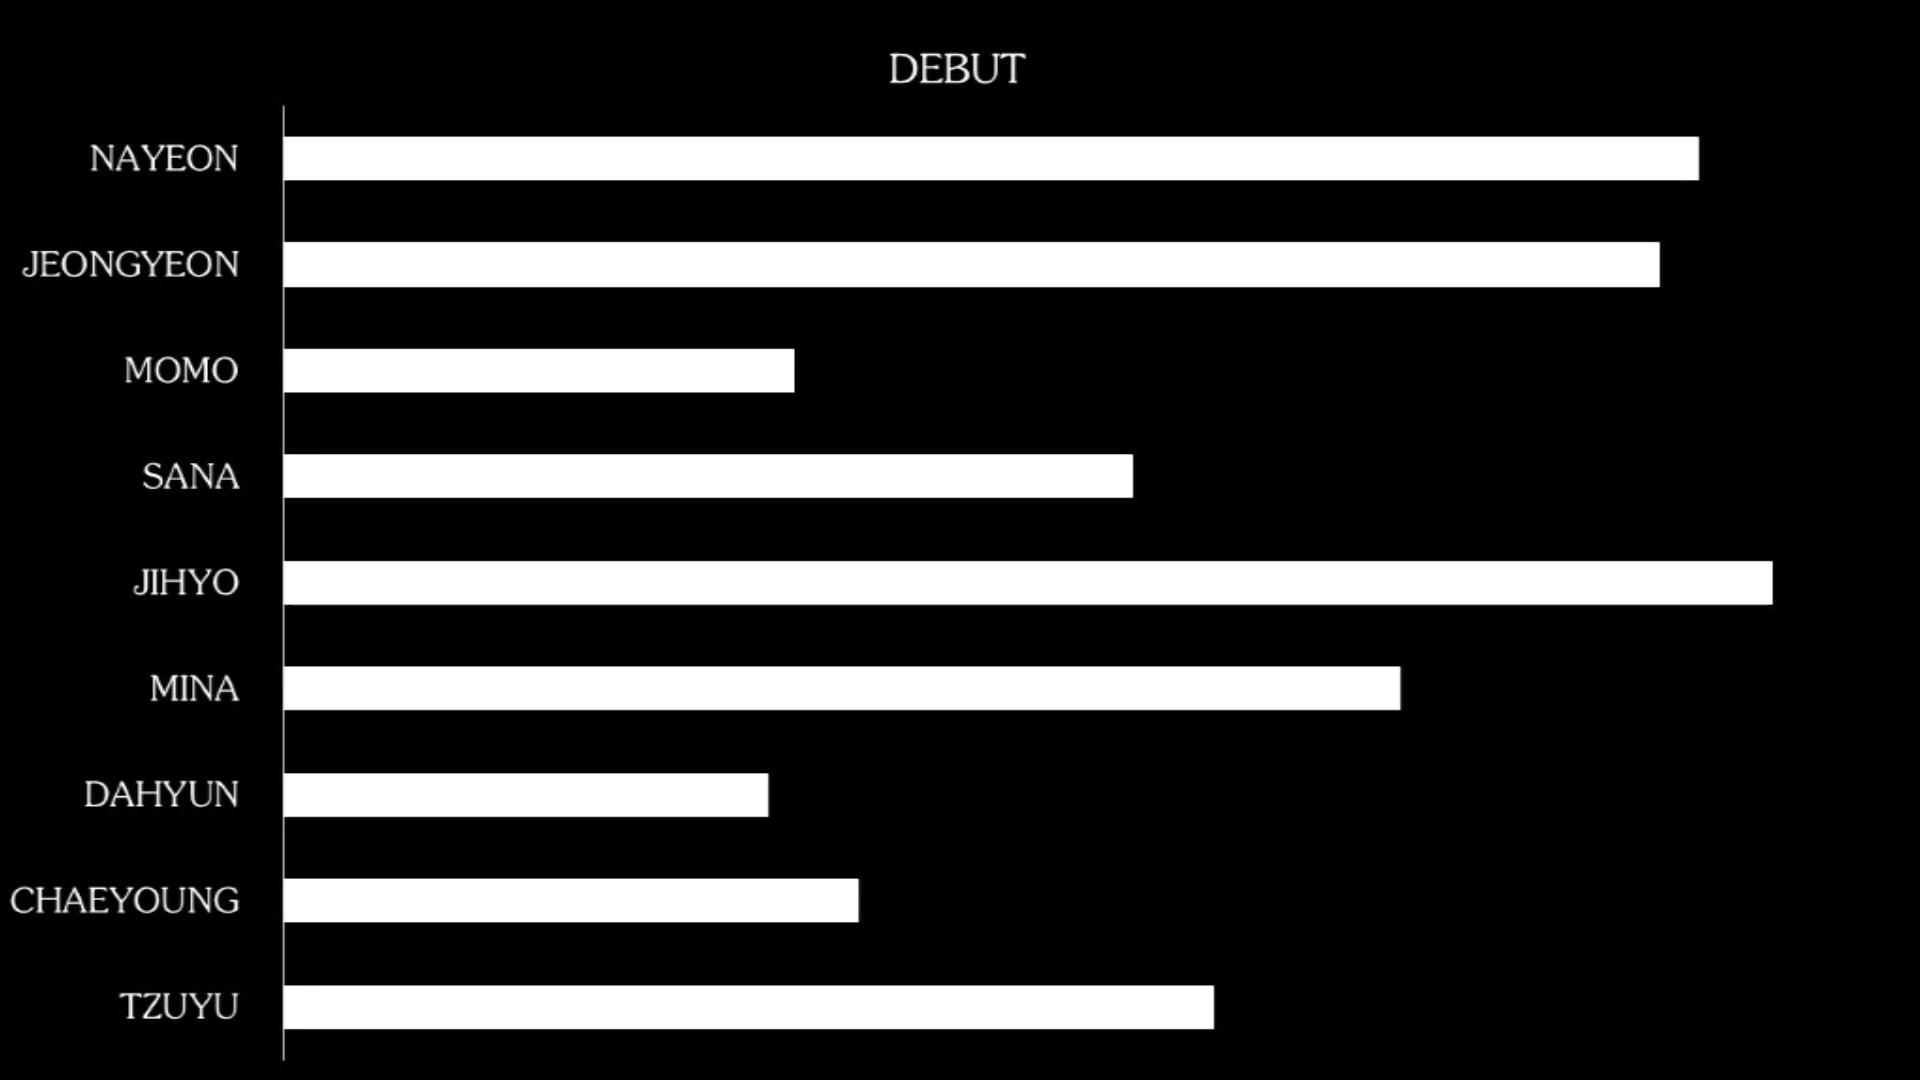 DEBUT
NAYEON
JEONGYEON
MOMO
SANA
JIHYO
MINA
DAHYUN
CHAEYOUNG
TZUYU